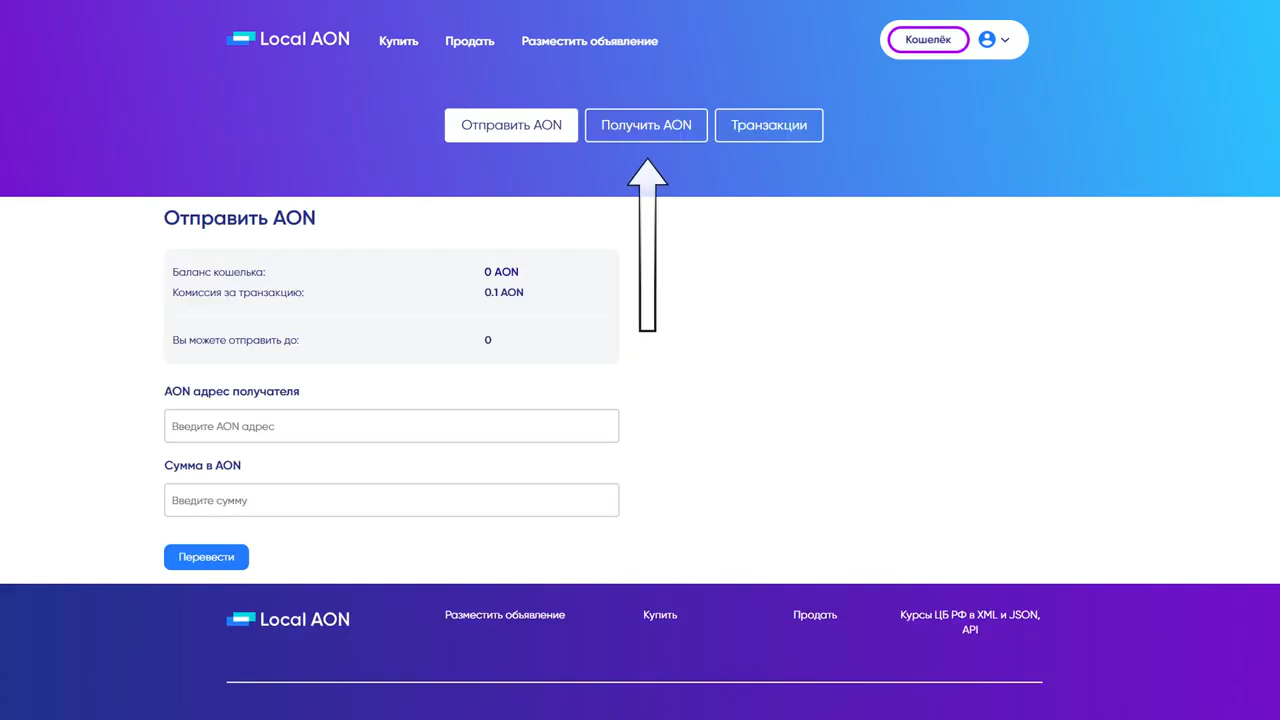 Local AON
Купить
Продать
Разместить объявление
Кошелёк
Отправить AON
Получить AON
Транзакции
Отправить AON
Баланс кошелька:
0 AON
Комиссия за транзакцию:
0.1 AON
Вы можете отправить до:
0
AON адрес получателя
Введите AON адрес
Сумма в AON
Введите сумму
Перевести
Local AON
Разместить объявление
Купить
Продать
Курсы ЦБ РФ в XML и JSON,
API